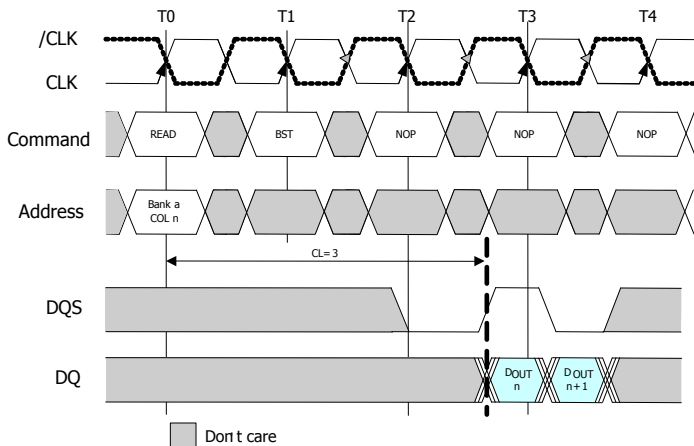 T0 T1 T2 T3 T4
/CLK
CLK
Command READ BST NOP NOP NOP
Address Bank a
COL n
CL=3
DQS
DQ DOUT n DOUT n+1
Don't care